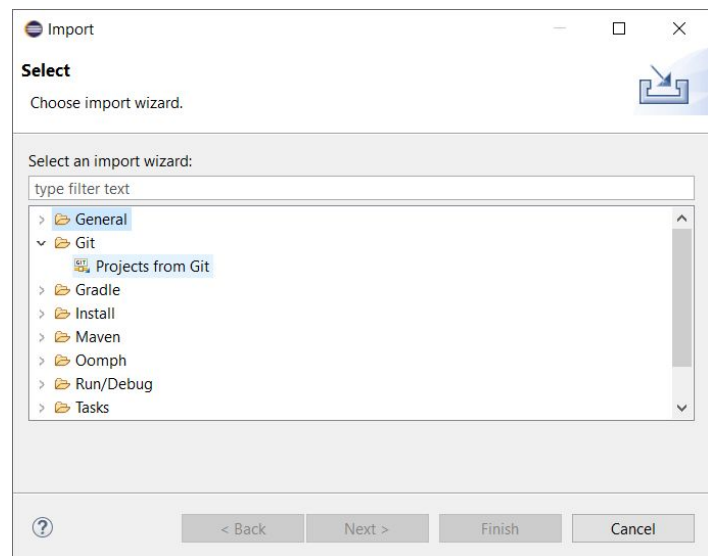 Import
Select
Choose import wizard.
Select an import wizard:
type filter text
General
Git
GIT Projects from Git
Gradle
Install
Maven
Oomph
Run/Debug
Tasks
?
< Back Next > Finish Cancel